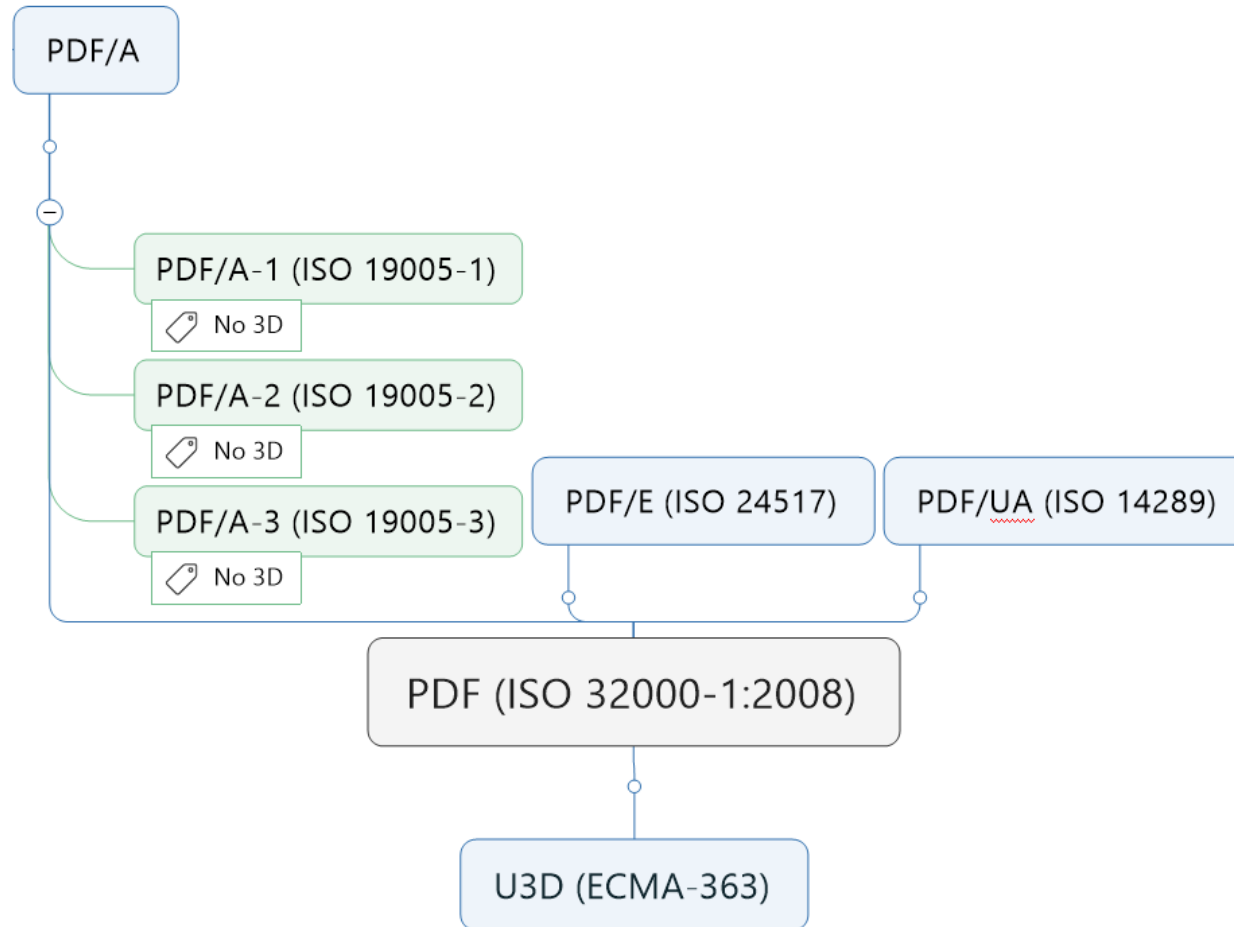 PDF/A
PDF/A-1 (ISO 19005-1)
No 3D
PDF/A-2 (ISO 19005-2)
No 3D
PDF/A-3 (ISO 19005-3)
No 3D
PDF/E (ISO 24517)
PDF/UA (ISO 14289)
PDF (ISO 32000-1:2008)
U3D (ECMA-363)